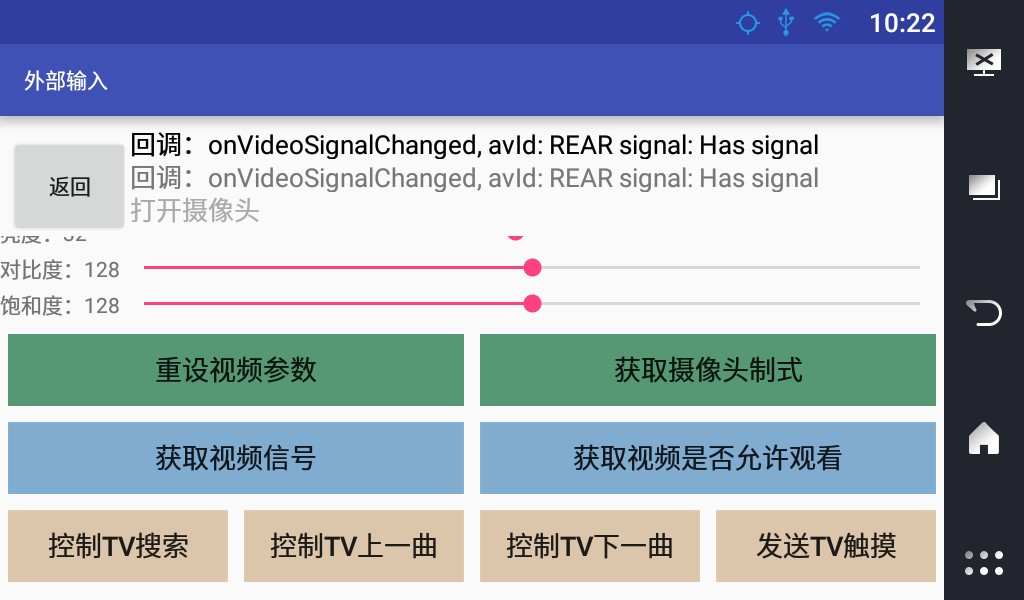 10:22
外部输入
回调：onVideoSignalChanged, avId: REAR signal: Has signal
返回
回调：onVideoSignalChanged, avId: REAR signal: Has signal
打开摄像头
对比度：128
饱和度：128
重设视频参数
获取摄像头制式
获取视频信号
获取视频是否允许观看
控制TV搜索
控制TV上一曲
控制TV下一曲
发送TV触摸